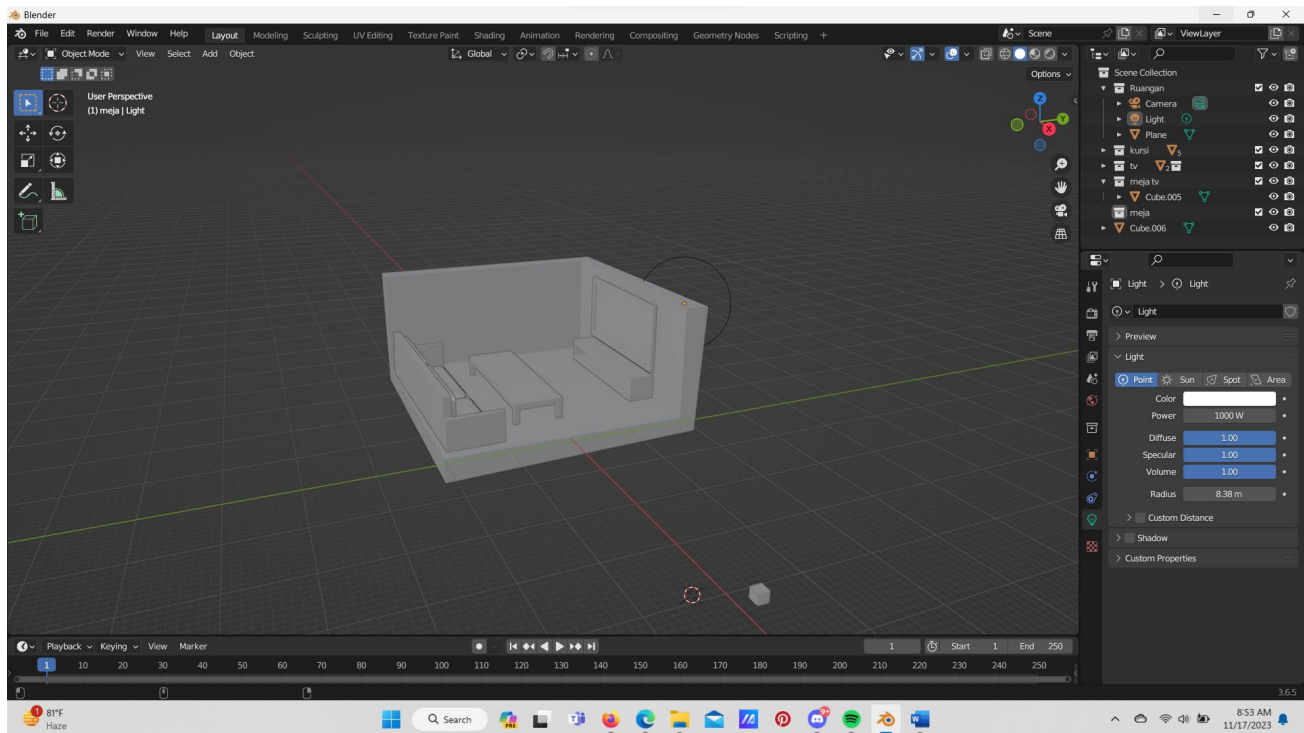 Blender
File Edit Render Window Help Layout Modeling Sculpting UV Editing Texture Paint Shading Animation Rendering Compositing Geometry Nodes Scripting + Scene ViewLayer
Object Mode View Select Add Object Global
Options
User Perspective
(1) meja | Light
Z
Y
X
Scene Collection
Ruangan
Camera
Light
Plane
kursi 5
tv 2
meja tv
Cube.005
meja
Cube.006
Light > Light
Light
Preview
Light
Point Sun Spot Area
Color
Power 1000 W
Diffuse 1.00
Specular 1.00
Volume 1.00
Radius 8.38 m
Custom Distance
Shadow
Custom Properties
Playback Keying View Marker 1 Start 1 End 250
1 10 20 30 40 50 60 70 80 90 100 110 120 130 140 150 160 170 180 190 200 210 220 230 240 250
3.6.5
1 81°F
Haze
Search
PRE
99+
8:53 AM
11/17/2023